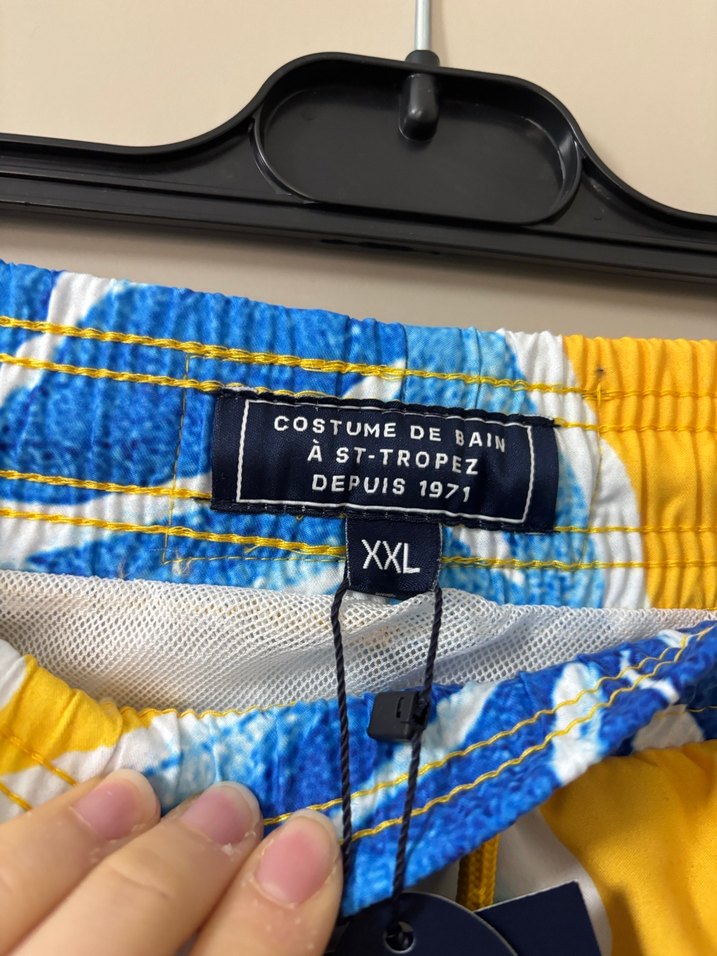 COSTUME DE BAIN
À ST-TROPEZ
DEPUIS 1971
XXL